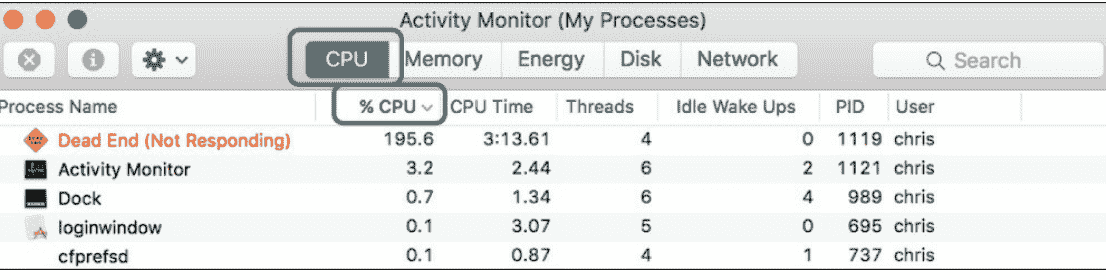 Activity Monitor (My Processes)
CPU Memory Energy Disk Network Search
Process Name % CPU CPU Time Threads Idle Wake Ups PID User
Dead End (Not Responding) 195.6 3:13.61 4 0 1119 chris
Activity Monitor 3.2 2.44 6 2 1121 chris
Dock 0.7 1.34 6 4 989 chris
loginwindow 0.1 3.07 5 0 695 chris
cfprefsd 0.1 0.87 4 1 737 chris